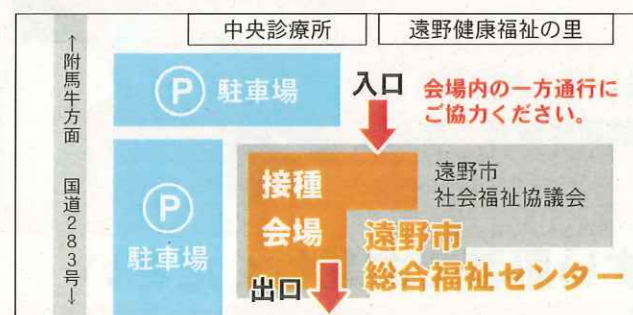 中央診療所
遠野健康福祉の里
↑附馬牛方面
国道283号↓
P 駐車場
入口
会場内の一方通行に
ご協力ください。
P
駐車場
接種
会場
遠野市
社会福祉協議会
遠野市
総合福祉センター
出口